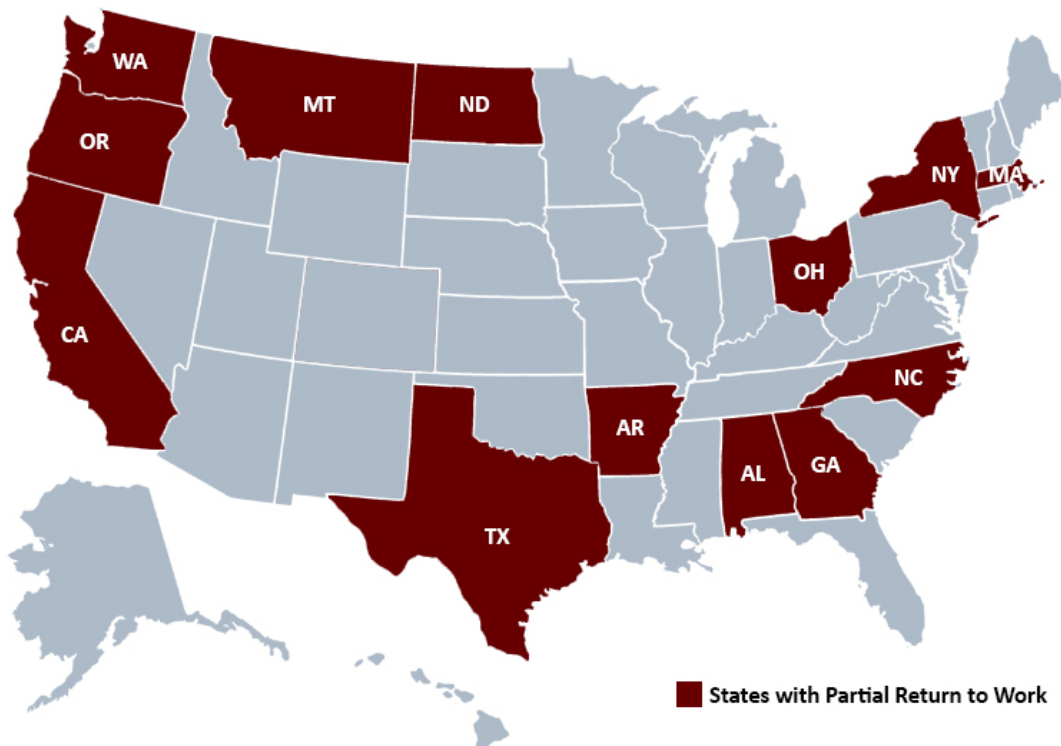 WA
MT
ND
OR
NY
MA
OH
CA
NC
AR
GA
AL
TX
States with Partial Return to Work